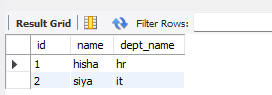 Result Grid Filter Rows:
id name dept_name
1 hisha hr
2 siya it